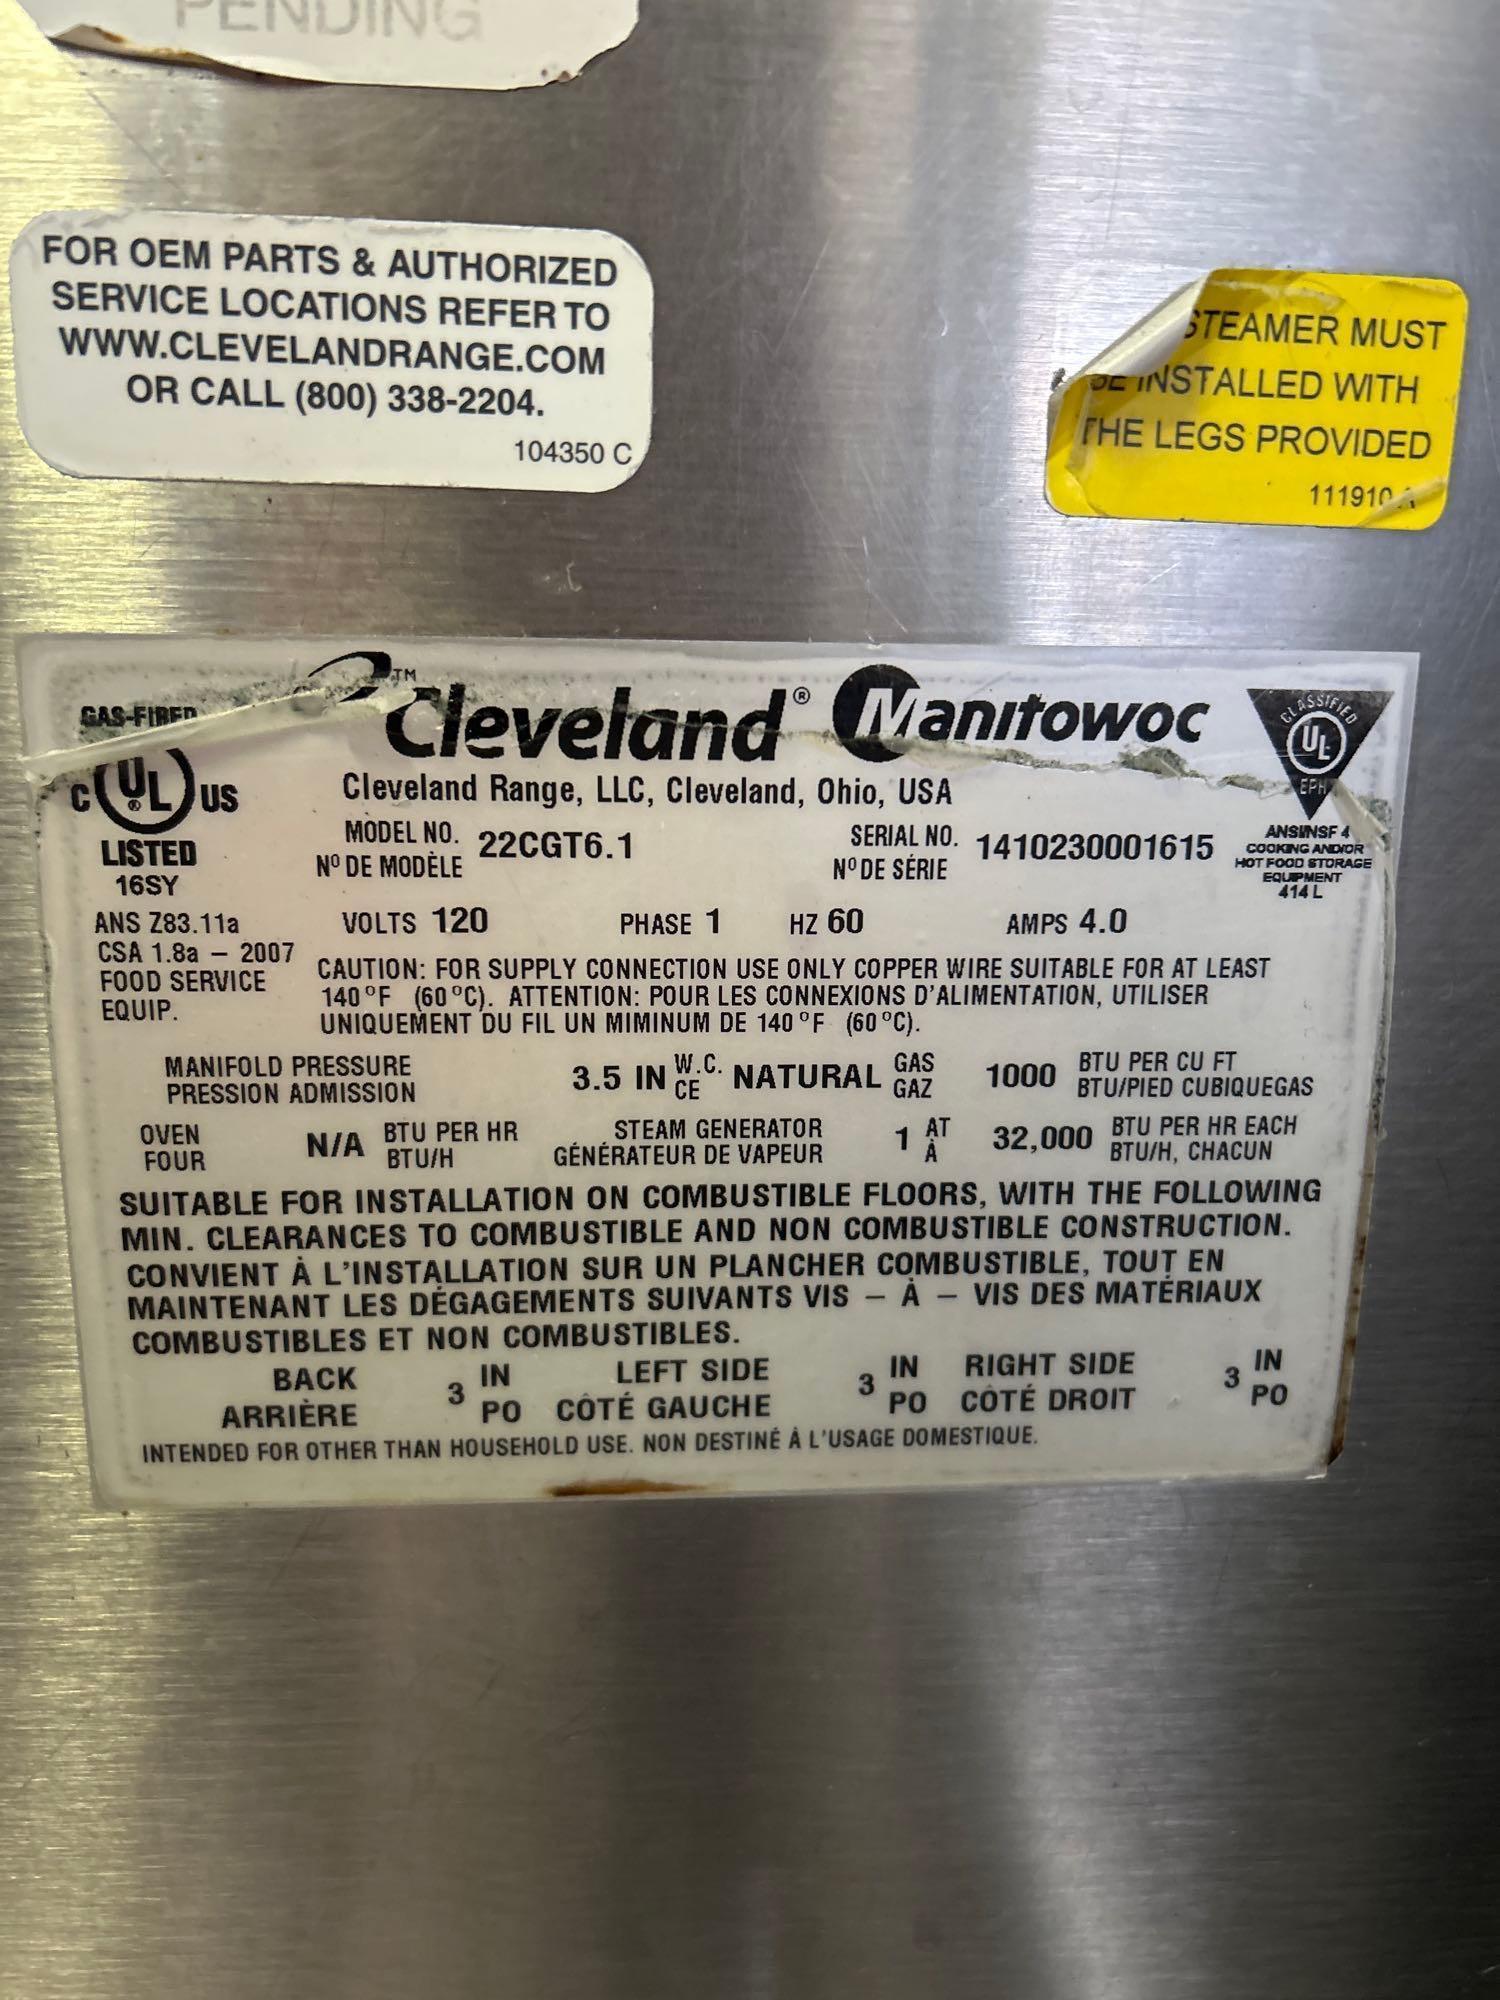 PENDING
FOR OEM PARTS & AUTHORIZED
SERVICE LOCATIONS REFER TO
WWW.CLEVELANDRANGE.COM
OR CALL (800) 338-2204.
104350 C
STEAMER MUST
BE INSTALLED WITH
THE LEGS PROVIDED
111910 A
GAS-FIRED
™Cleveland® Manitowoc
CLASSIFIED
UL
EPH
C UL® US
Cleveland Range, LLC, Cleveland, Ohio, USA
LISTED
16SY
MODEL NO. 22CGT6.1 SERIAL NO. 1410230001615
Nº DE MODÈLE Nº DE SÉRIE
ANSI/NSF 4
COOKING AND/OR
HOT FOOD STORAGE
EQUIPMENT
414 L
ANS Z83.11a
CSA 1.8a – 2007
FOOD SERVICE
EQUIP.
VOLTS 120 PHASE 1 HZ 60 AMPS 4.0
CAUTION: FOR SUPPLY CONNECTION USE ONLY COPPER WIRE SUITABLE FOR AT LEAST
140°F (60°C). ATTENTION: POUR LES CONNEXIONS D'ALIMENTATION, UTILISER
UNIQUEMENT DU FIL UN MIMINUM DE 140°F (60°C).
MANIFOLD PRESSURE 3.5 IN W.C. NATURAL GAS 1000 BTU PER CU FT
PRESSION ADMISSION CE GAZ BTU/PIED CUBIQUEGAS
OVEN N/A BTU PER HR STEAM GENERATOR 1 AT 32,000 BTU PER HR EACH
FOUR BTU/H GÉNÉRATEUR DE VAPEUR À BTU/H, CHACUN
SUITABLE FOR INSTALLATION ON COMBUSTIBLE FLOORS, WITH THE FOLLOWING
MIN. CLEARANCES TO COMBUSTIBLE AND NON COMBUSTIBLE CONSTRUCTION.
CONVIENT À L'INSTALLATION SUR UN PLANCHER COMBUSTIBLE, TOUT EN
MAINTENANT LES DÉGAGEMENTS SUIVANTS VIS – À – VIS DES MATÉRIAUX
COMBUSTIBLES ET NON COMBUSTIBLES.
BACK 3 IN LEFT SIDE 3 IN RIGHT SIDE 3 IN
ARRIÈRE PO CÔTÉ GAUCHE PO CÔTÉ DROIT PO
INTENDED FOR OTHER THAN HOUSEHOLD USE. NON DESTINÉ À L'USAGE DOMESTIQUE.